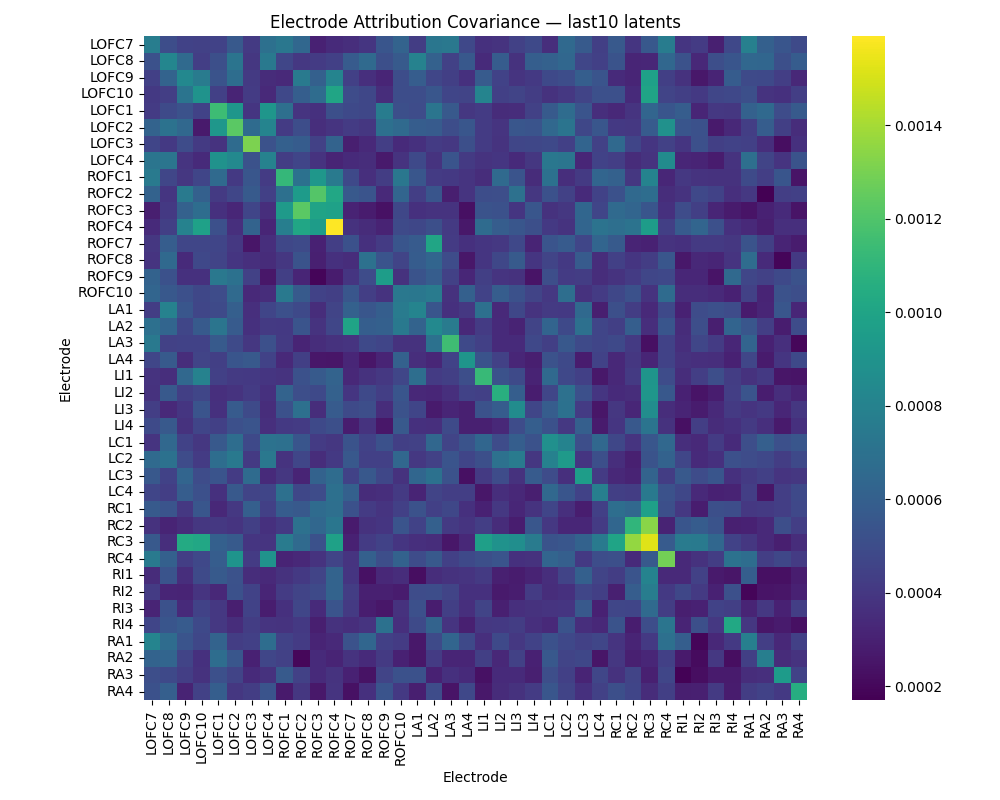 Electrode Attribution Covariance — last10 latents
Electrode
LOFC7
LOFC8
LOFC9
LOFC10
LOFC1
LOFC2
LOFC3
LOFC4
ROFC1
ROFC2
ROFC3
ROFC4
ROFC7
ROFC8
ROFC9
ROFC10
LA1
LA2
LA3
LA4
LI1
LI2
LI3
LI4
LC1
LC2
LC3
LC4
RC1
RC2
RC3
RC4
RI1
RI2
RI3
RI4
RA1
RA2
RA3
RA4
LOFC7 LOFC8 LOFC9 LOFC10 LOFC1 LOFC2 LOFC3 LOFC4 ROFC1 ROFC2 ROFC3 ROFC4 ROFC7 ROFC8 ROFC9 ROFC10 LA1 LA2 LA3 LA4 LI1 LI2 LI3 LI4 LC1 LC2 LC3 LC4 RC1 RC2 RC3 RC4 RI1 RI2 RI3 RI4 RA1 RA2 RA3 RA4
Electrode
0.0014
0.0012
0.0010
0.0008
0.0006
0.0004
0.0002